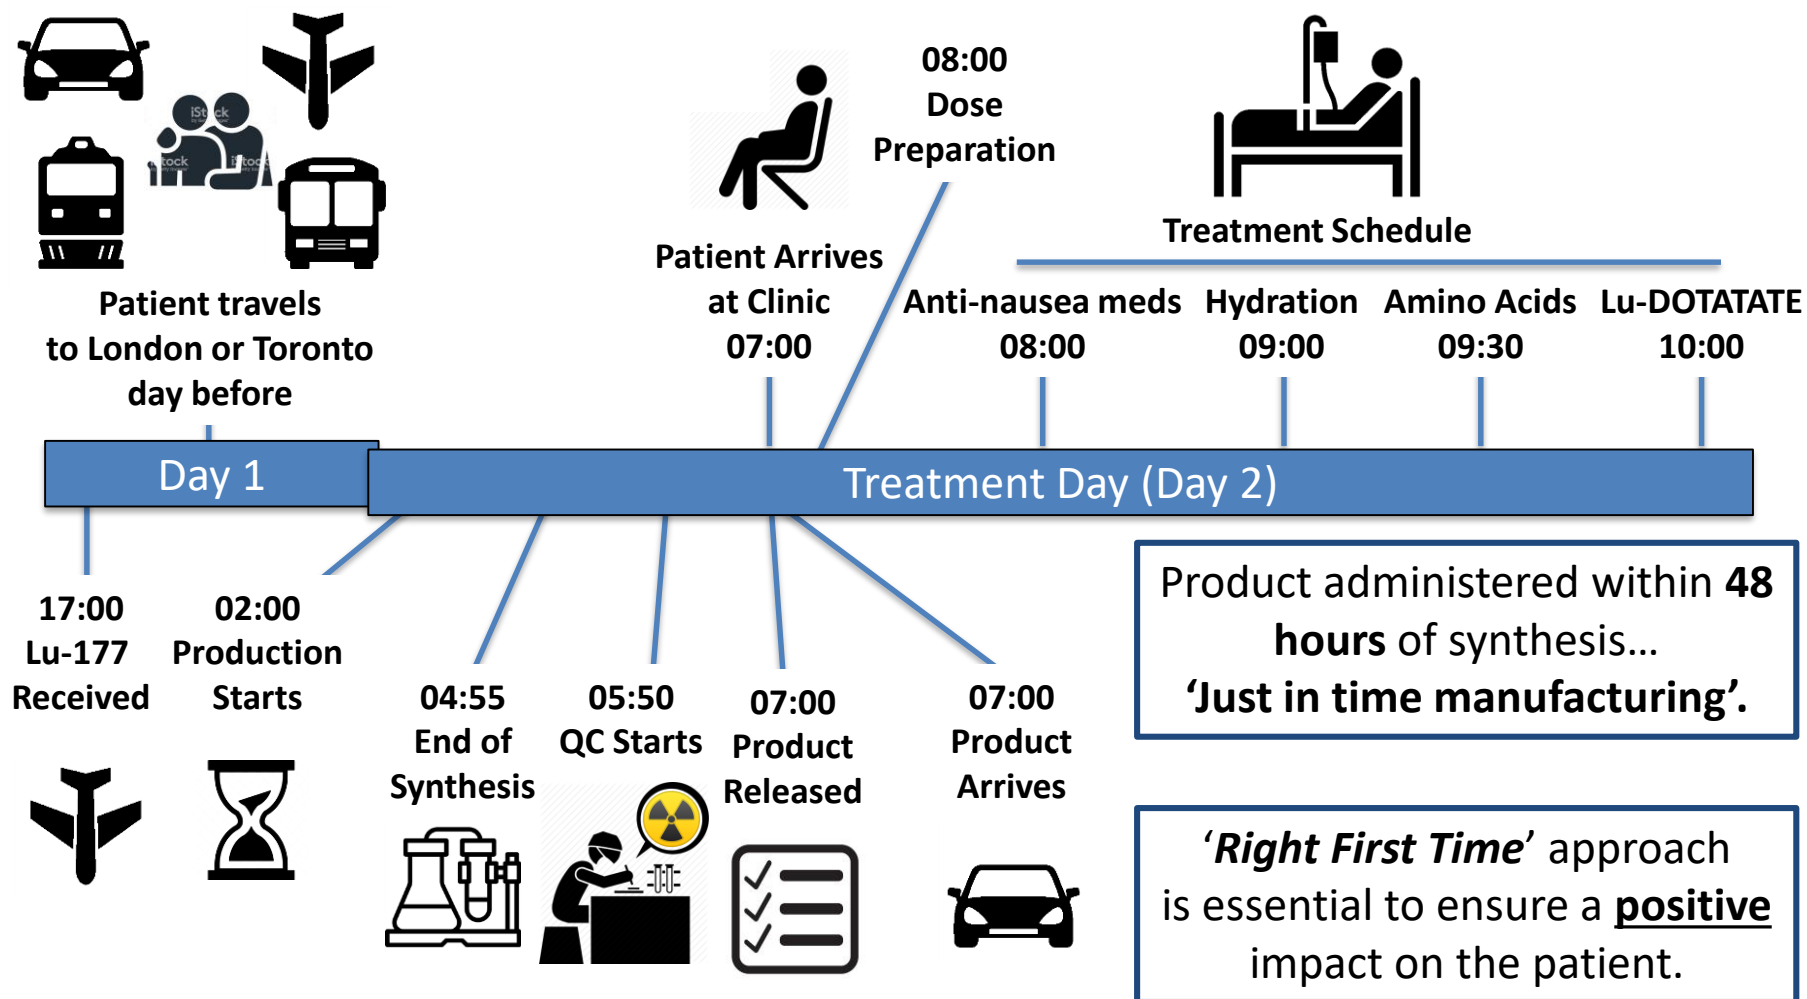 iStock
iStock
Patient travels
to London or Toronto
day before
Patient Arrives
at Clinic
07:00
08:00
Dose
Preparation
Treatment Schedule
Anti-nausea meds
08:00
Hydration
09:00
Amino Acids
09:30
Lu-DOTATATE
10:00
Day 1
Treatment Day (Day 2)
17:00
Lu-177
Received
02:00
Production
Starts
04:55
End of
Synthesis
05:50
QC Starts
07:00
Product
Released
07:00
Product
Arrives
Product administered within 48
hours of synthesis…
‘Just in time manufacturing’.
‘Right First Time’ approach
is essential to ensure a positive
impact on the patient.